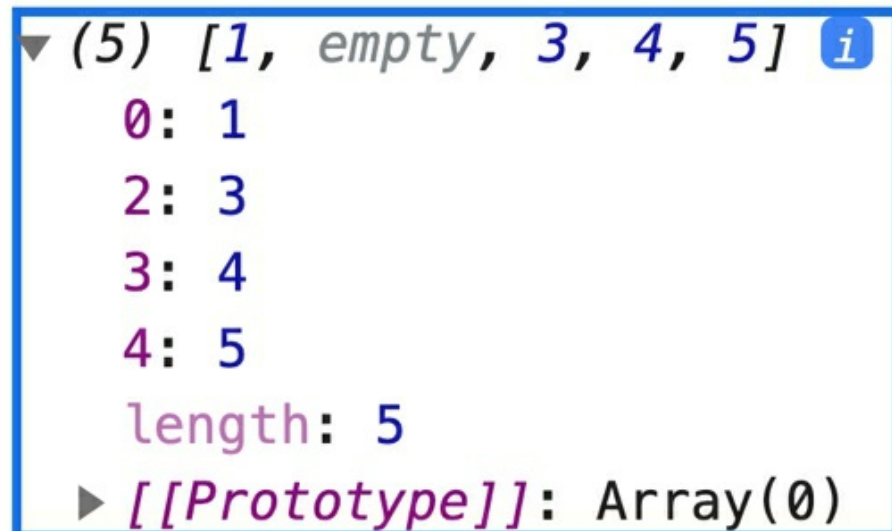 ▼ (5) [1, empty, 3, 4, 5] i
0: 1
2: 3
3: 4
4: 5
length: 5
▶ [[Prototype]]: Array(0)